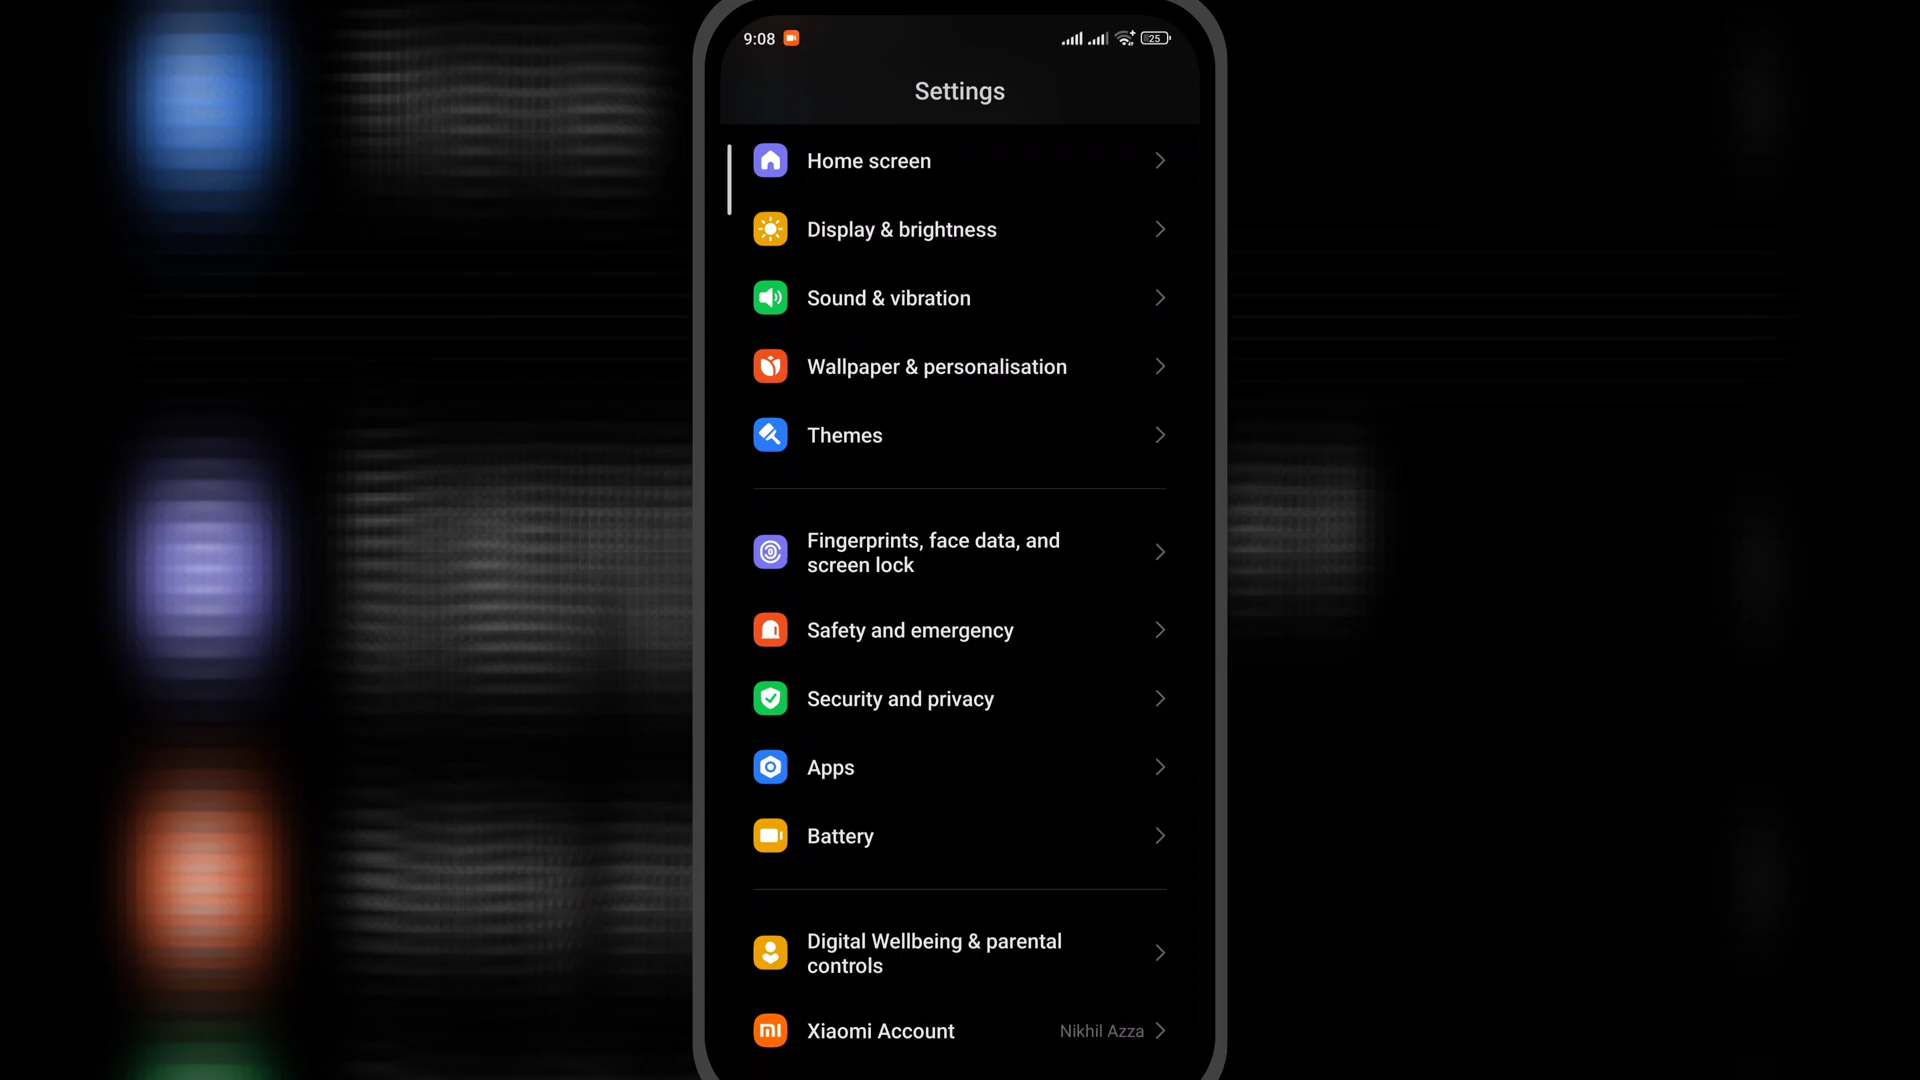 9:08
25
Settings
Home screen
Display & brightness
Sound & vibration
Wallpaper & personalisation
Themes
Fingerprints, face data, and
screen lock
Safety and emergency
Security and privacy
Apps
Battery
Digital Wellbeing & parental
controls
Xiaomi Account Nikhil Azza